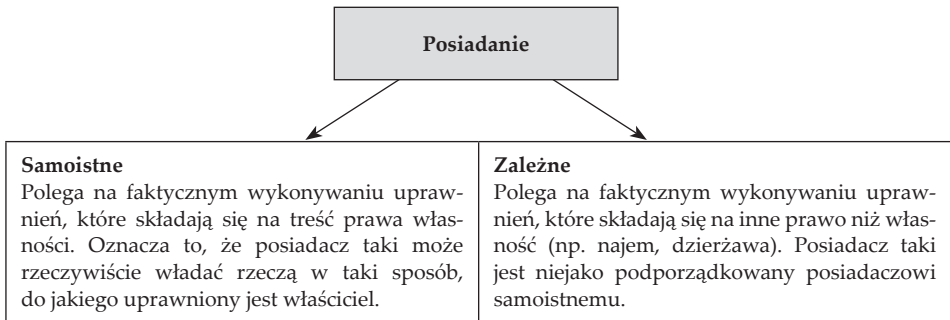 Posiadanie
Samoistne
Polega na faktycznym wykonywaniu upraw-
nień, które składają się na treść prawa włas-
ności. Oznacza to, że posiadacz taki może
rzeczywiście władać rzeczą w taki sposób,
do jakiego uprawniony jest właściciel.
Zależne
Polega na faktycznym wykonywaniu upraw-
nień, które składają się na inne prawo niż włas-
ność (np. najem, dzierżawa). Posiadacz taki
jest niejako podporządkowany posiadaczowi
samoistnemu.